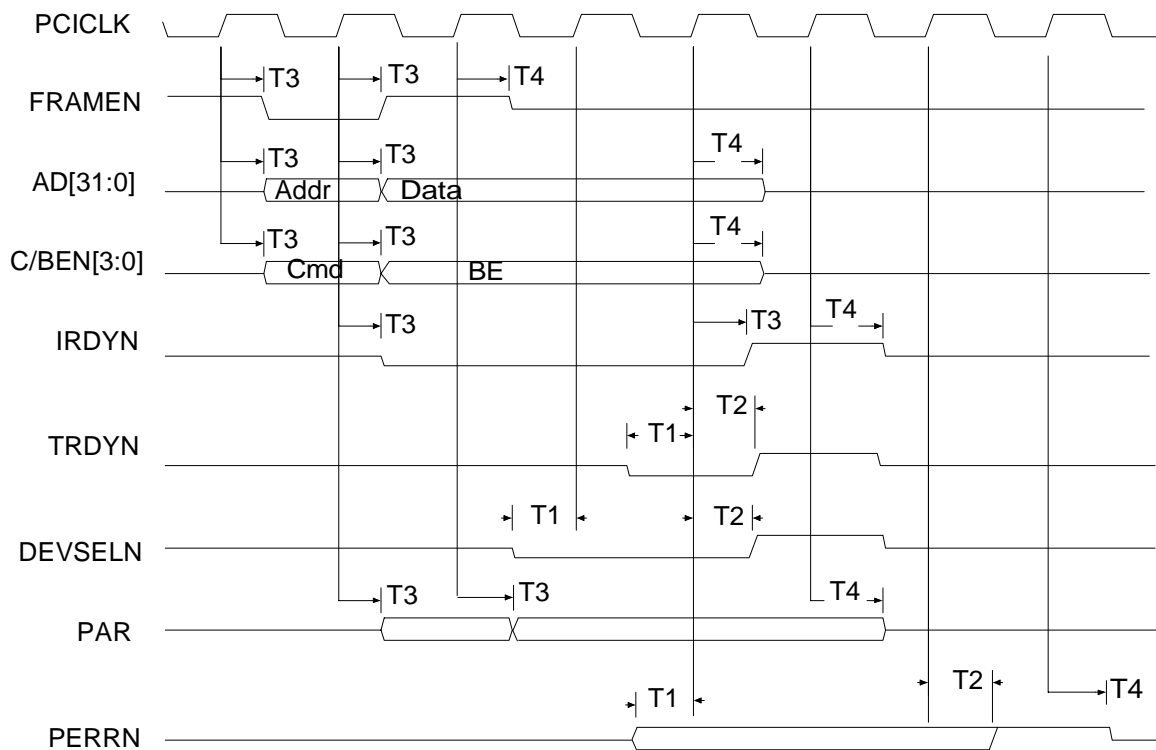 PCICLK
T3 T3 T4
FRAMEN
T3 T3 T4
AD[31:0]
Addr Data
T3 T3 T4
C/BEN[3:0]
Cmd BE
T3 T3 T4
IRDYN
T1 T2
TRDYN
T1 T2
DEVSELN
T3 T3 T4
PAR
T1 T2 T4
PERRN